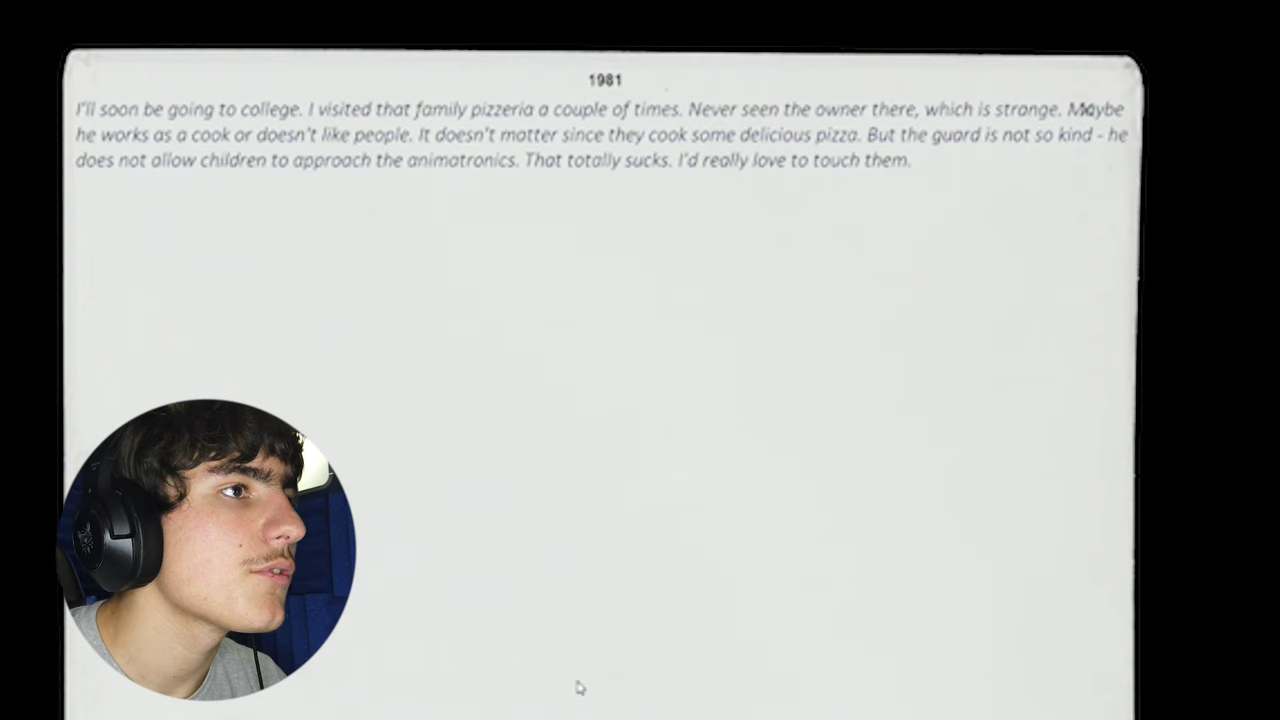 1981
I'll soon be going to college. I visited that family pizzeria a couple of times. Never seen the owner there, which is strange. Maybe
he works as a cook or doesn't like people. It doesn't matter since they cook some delicious pizza. But the guard is not so kind - he
does not allow children to approach the animatronics. That totally sucks. I'd really love to touch them.